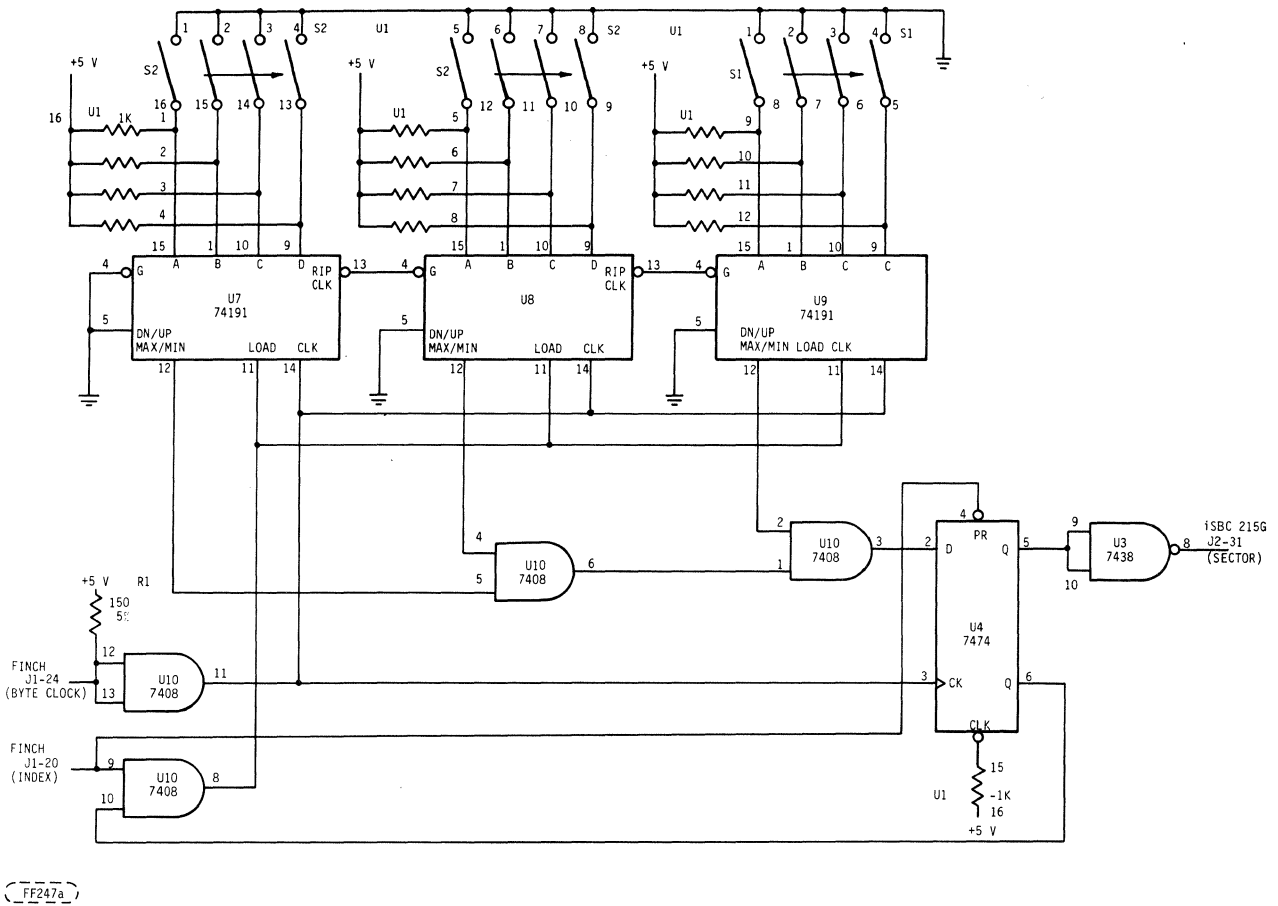 1 2 3 4 S2 U1 5 6 7 8 S2 U1 1 2 3 4 S1
+5 V S2 +5 V S2 +5 V S1
16 15 14 13 12 11 10 9 8 7 6 5
16 U1 1K 1 U1 5 U1 9
2 6 10
3 7 11
4 8 12
15 1 10 9 15 1 10 9 15 1 10 9
4 G A B C D RIP CLK 13 4 G A B C D RIP CLK 13 4 G A B C C
U7
74191
U8
U9
74191
5 DN/UP 5 DN/UP 5 DN/UP
MAX/MIN LOAD CLK MAX/MIN LOAD CLK MAX/MIN LOAD CLK
12 11 14 12 11 14 12 11 14
4
5
U10
7408
6
2
1
U10
7408
3
4
PR
2 D Q 5
U4
7474
3 CK Q 6
CLK
9
10
U3
7438
8
iSBC 215G
J2-31
(SECTOR)
+5 V R1
150
5%
FINCH
J1-24
(BYTE CLOCK)
12
13
U10
7408
11
FINCH
J1-20
(INDEX)
9
10
U10
7408
8
15
U1 -1K
16
+5 V
FF247a